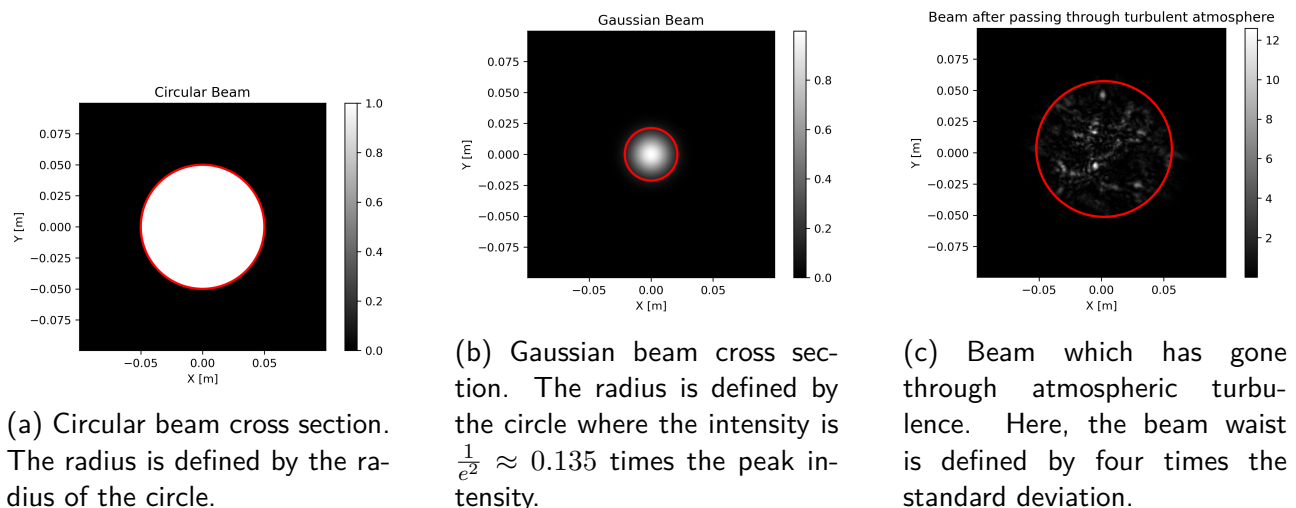 Circular Beam
0.075
0.050
0.025
0.000
−0.025
−0.050
−0.075
Y [m]
−0.05
0.00
0.05
X [m]
1.0
0.8
0.6
0.4
0.2
0.0
(a) Circular beam cross section.
The radius is defined by the ra-
dius of the circle.
Gaussian Beam
0.075
0.050
0.025
0.000
−0.025
−0.050
−0.075
Y [m]
−0.05
0.00
0.05
X [m]
0.8
0.6
0.4
0.2
0.0
(b) Gaussian beam cross sec-
tion. The radius is defined by
the circle where the intensity is
1/e² ≈ 0.135 times the peak in-
tensity.
Beam after passing through turbulent atmosphere
0.075
0.050
0.025
0.000
−0.025
−0.050
−0.075
Y [m]
−0.05
0.00
0.05
X [m]
12
10
8
6
4
2
(c) Beam which has gone
through atmospheric turbu-
lence. Here, the beam waist
is defined by four times the
standard deviation.